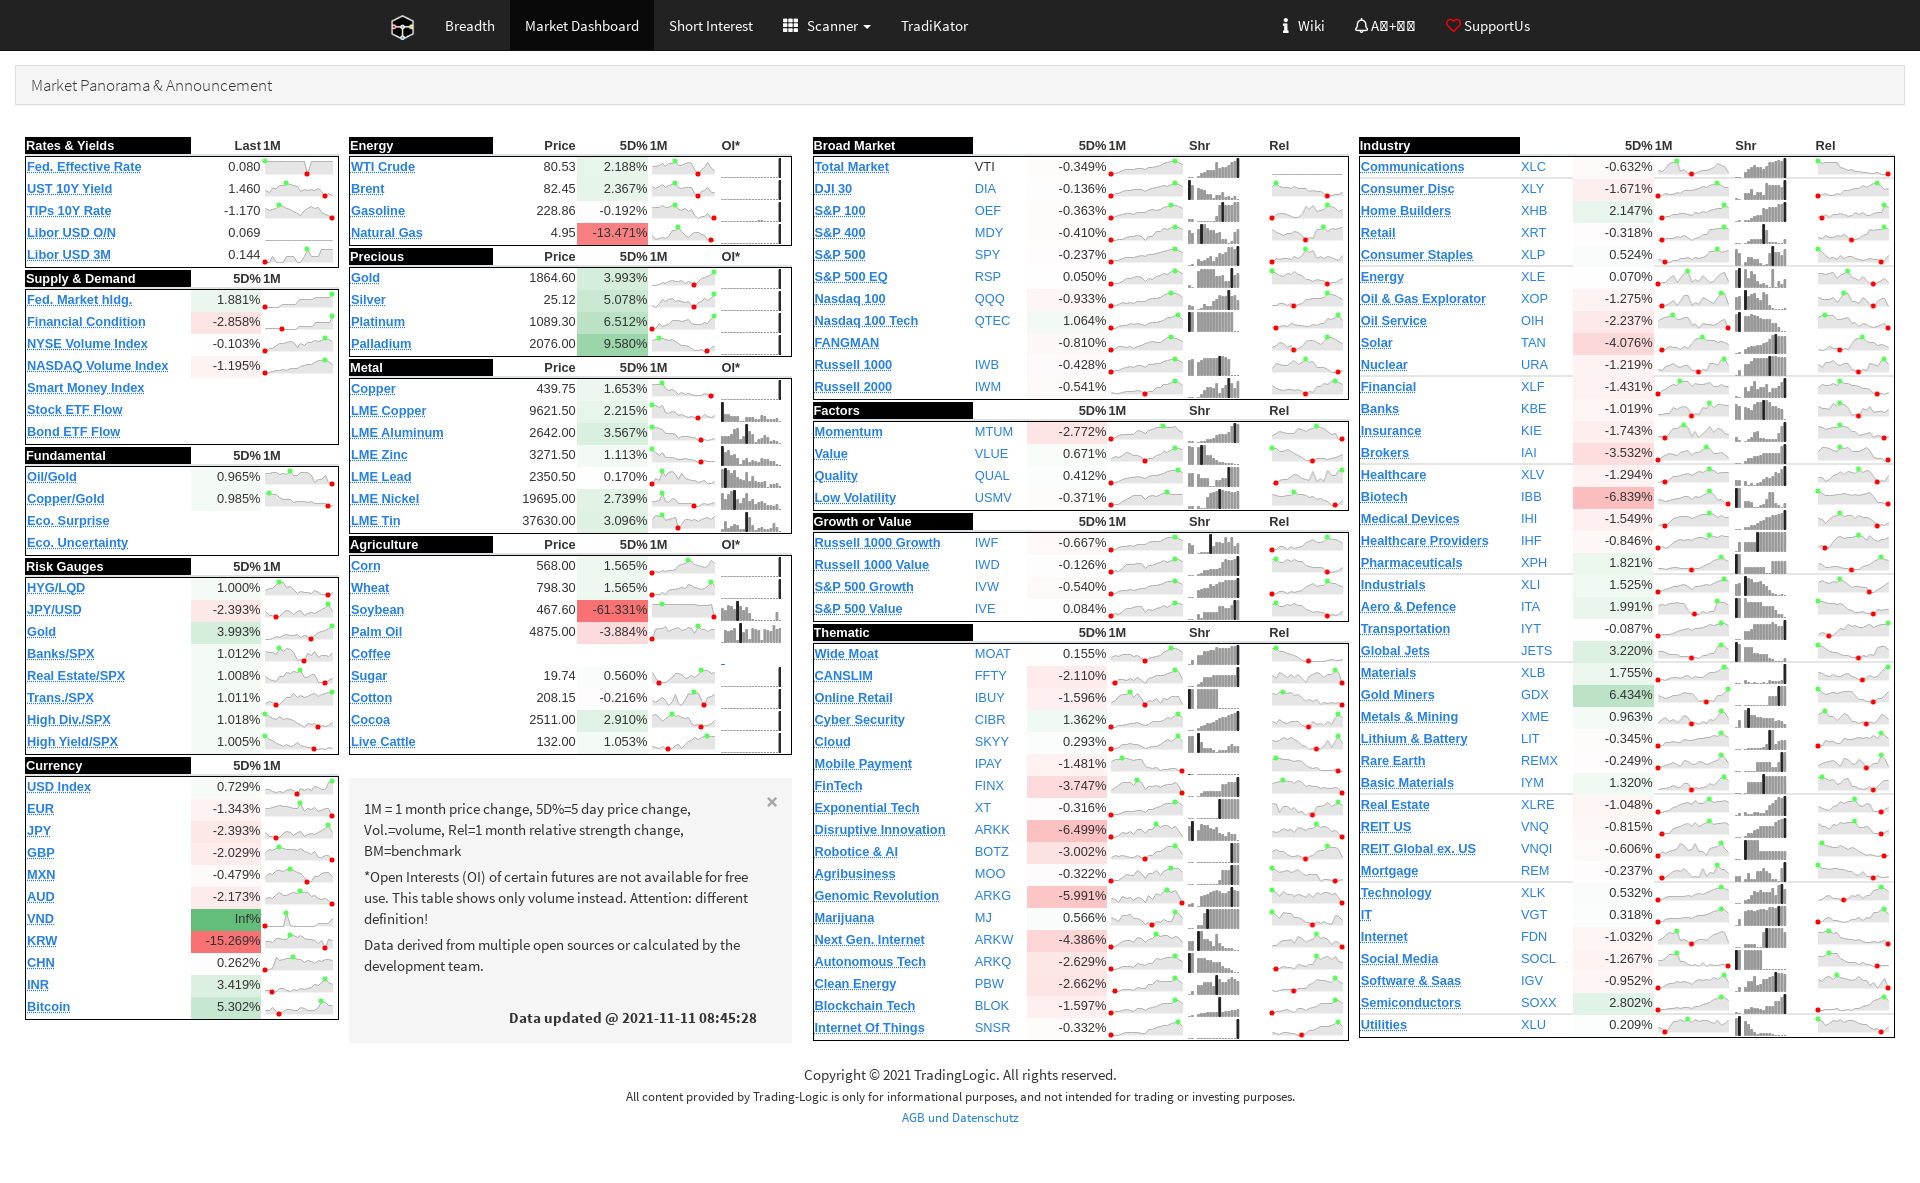 Breadth
Market Dashboard
Short Interest
Scanner
TradiKator
Wiki
SupportUs
Market Panorama & Announcement
Rates & Yields Last 1M
Fed. Effective Rate 0.080
UST 10Y Yield 1.460
TIPs 10Y Rate -1.170
Libor USD O/N 0.069
Libor USD 3M 0.144
Supply & Demand 5D% 1M
Fed. Market hldg. 1.881%
Financial Condition -2.858%
NYSE Volume Index -0.103%
NASDAQ Volume Index -1.195%
Smart Money Index
Stock ETF Flow
Bond ETF Flow
Fundamental 5D% 1M
Oil/Gold 0.965%
Copper/Gold 0.985%
Eco. Surprise
Eco. Uncertainty
Risk Gauges 5D% 1M
HYG/LQD 1.000%
JPY/USD -2.393%
Gold 3.993%
Banks/SPX 1.012%
Real Estate/SPX 1.008%
Trans./SPX 1.011%
High Div./SPX 1.018%
High Yield/SPX 1.005%
Currency 5D% 1M
USD Index 0.729%
EUR -1.343%
JPY -2.393%
GBP -2.029%
MXN -0.479%
AUD -2.173%
VND Inf%
KRW -15.269%
CHN 0.262%
INR 3.419%
Bitcoin 5.302%
Energy Price 5D% 1M OI*
WTI Crude 80.53 2.188%
Brent 82.45 2.367%
Gasoline 228.86 -0.192%
Natural Gas 4.95 -13.471%
Precious Price 5D% 1M OI*
Gold 1864.60 3.993%
Silver 25.12 5.078%
Platinum 1089.30 6.512%
Palladium 2076.00 9.580%
Metal Price 5D% 1M OI*
Copper 439.75 1.653%
LME Copper 9621.50 2.215%
LME Aluminum 2642.00 3.567%
LME Zinc 3271.50 1.113%
LME Lead 2350.50 0.170%
LME Nickel 19695.00 2.739%
LME Tin 37630.00 3.096%
Agriculture Price 5D% 1M OI*
Corn 568.00 1.565%
Wheat 798.30 1.565%
Soybean 467.60 -61.331%
Palm Oil 4875.00 -3.884%
Coffee -
Sugar 19.74 0.560%
Cotton 208.15 -0.216%
Cocoa 2511.00 2.910%
Live Cattle 132.00 1.053%
×
1M = 1 month price change, 5D%=5 day price change,
Vol.=volume, Rel=1 month relative strength change,
BM=benchmark
*Open Interests (OI) of certain futures are not available for free
use. This table shows only volume instead. Attention: different
definition!
Data derived from multiple open sources or calculated by the
development team.
Data updated @ 2021-11-11 08:45:28
Broad Market 5D% 1M Shr Rel
Total Market VTI -0.349%
DJI 30 DIA -0.136%
S&P 100 OEF -0.363%
S&P 400 MDY -0.410%
S&P 500 SPY -0.237%
S&P 500 EQ RSP 0.050%
Nasdaq 100 QQQ -0.933%
Nasdaq 100 Tech QTEC 1.064%
FANGMAN -0.810%
Russell 1000 IWB -0.428%
Russell 2000 IWM -0.541%
Factors 5D% 1M Shr Rel
Momentum MTUM -2.772%
Value VLUE 0.671%
Quality QUAL 0.412%
Low Volatility USMV -0.371%
Growth or Value 5D% 1M Shr Rel
Russell 1000 Growth IWF -0.667%
Russell 1000 Value IWD -0.126%
S&P 500 Growth IVW -0.540%
S&P 500 Value IVE 0.084%
Thematic 5D% 1M Shr Rel
Wide Moat MOAT 0.155%
CANSLIM FFTY -2.110%
Online Retail IBUY -1.596%
Cyber Security CIBR 1.362%
Cloud SKYY 0.293%
Mobile Payment IPAY -1.481%
FinTech FINX -3.747%
Exponential Tech XT -0.316%
Disruptive Innovation ARKK -6.499%
Robotice & AI BOTZ -3.002%
Agribusiness MOO -0.322%
Genomic Revolution ARKG -5.991%
Marijuana MJ 0.566%
Next Gen. Internet ARKW -4.386%
Autonomous Tech ARKQ -2.629%
Clean Energy PBW -2.662%
Blockchain Tech BLOK -1.597%
Internet Of Things SNSR -0.332%
Industry 5D% 1M Shr Rel
Communications XLC -0.632%
Consumer Disc XLY -1.671%
Home Builders XHB 2.147%
Retail XRT -0.318%
Consumer Staples XLP 0.524%
Energy XLE 0.070%
Oil & Gas Explorator XOP -1.275%
Oil Service OIH -2.237%
Solar TAN -4.076%
Nuclear URA -1.219%
Financial XLF -1.431%
Banks KBE -1.019%
Insurance KIE -1.743%
Brokers IAI -3.532%
Healthcare XLV -1.294%
Biotech IBB -6.839%
Medical Devices IHI -1.549%
Healthcare Providers IHF -0.846%
Pharmaceuticals XPH 1.821%
Industrials XLI 1.525%
Aero & Defence ITA 1.991%
Transportation IYT -0.087%
Global Jets JETS 3.220%
Materials XLB 1.755%
Gold Miners GDX 6.434%
Metals & Mining XME 0.963%
Lithium & Battery LIT -0.345%
Rare Earth REMX -0.249%
Basic Materials IYM 1.320%
Real Estate XLRE -1.048%
REIT US VNQ -0.815%
REIT Global ex. US VNQI -0.606%
Mortgage REM -0.237%
Technology XLK 0.532%
IT VGT 0.318%
Internet FDN -1.032%
Social Media SOCL -1.267%
Software & Saas IGV -0.952%
Semiconductors SOXX 2.802%
Utilities XLU 0.209%
Copyright © 2021 TradingLogic. All rights reserved.
All content provided by Trading-Logic is only for informational purposes, and not intended for trading or investing purposes.
AGB und Datenschutz